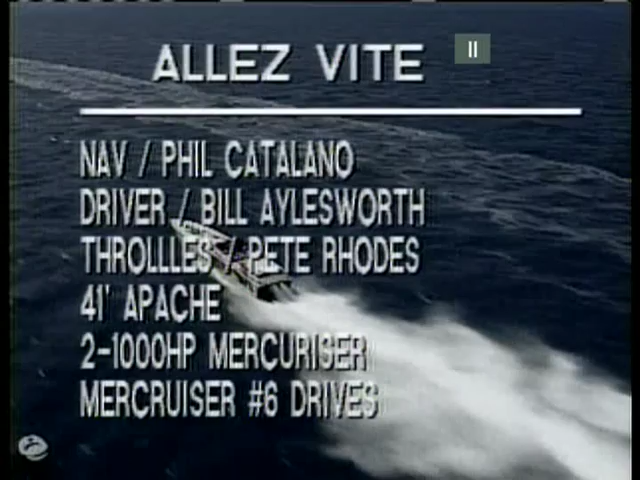 ALLEZ VITE
NAV / PHIL CATALANO
DRIVER / BILL AYLESWORTH
THROLLLES / PETE RHODES
41' APACHE
2-1000HP MERCURISER
MERCRUISER #6 DRIVES